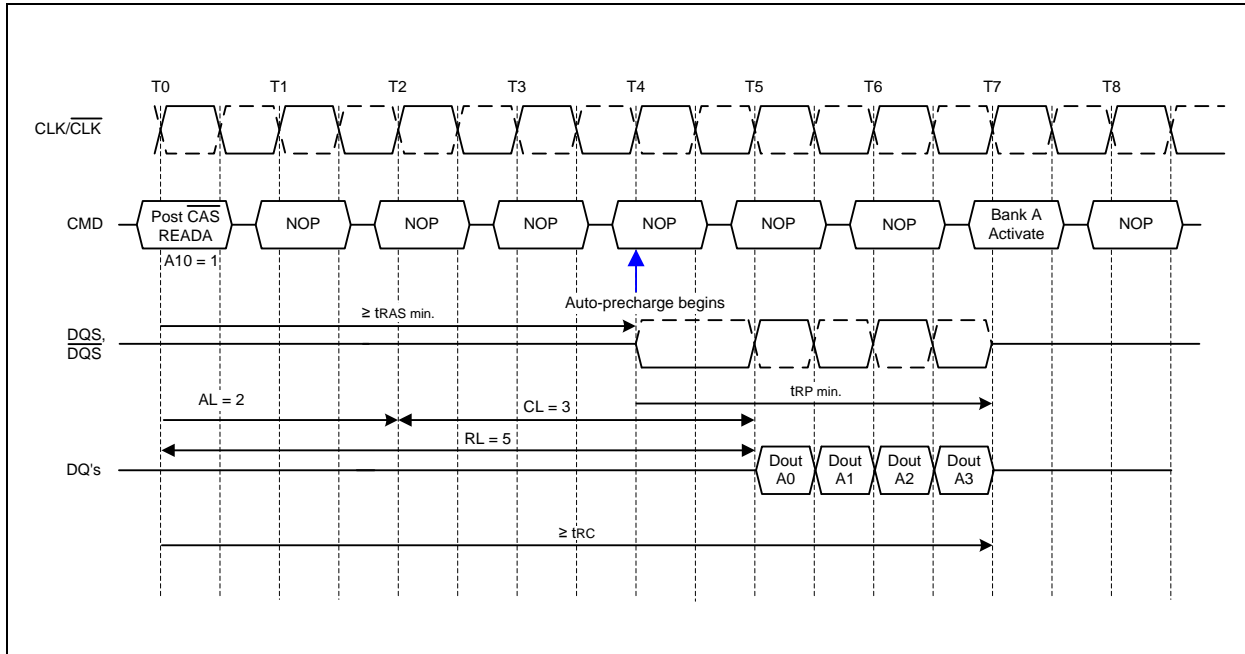 T0 T1 T2 T3 T4 T5 T6 T7 T8
CLK/CLK
CMD
Post CAS
READA
NOP
NOP
NOP
NOP
NOP
NOP
Bank A
Activate
NOP
A10 = 1
Auto-precharge begins
≥ tRAS min.
DQS,
DQS
tRP min.
AL = 2
CL = 3
RL = 5
DQ's
Dout
A0
Dout
A1
Dout
A2
Dout
A3
≥ tRC